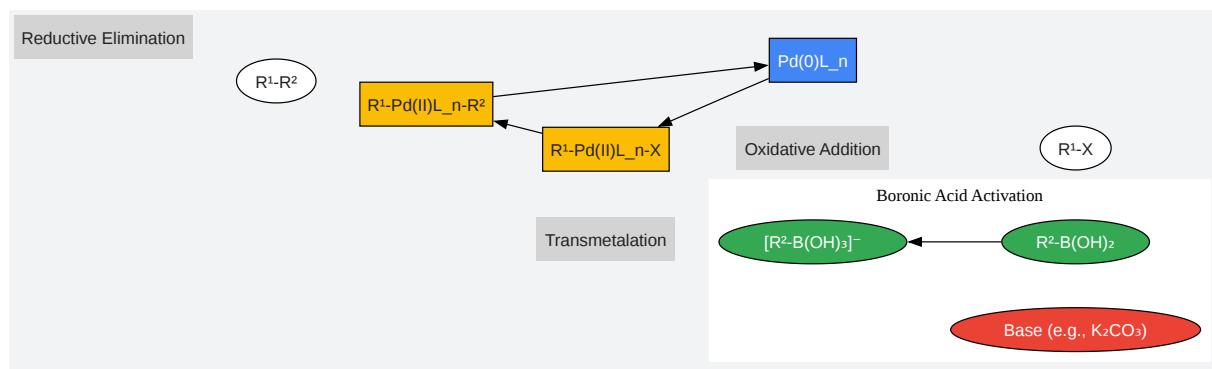 Reductive Elimination
R¹-R²
Pd(0)L_n
R¹-Pd(II)L_n-R²
R¹-Pd(II)L_n-X
Oxidative Addition
R¹-X
Boronic Acid Activation
Transmetalation
[R²-B(OH)₃]⁻
R²-B(OH)₂
Base (e.g., K₂CO₃)